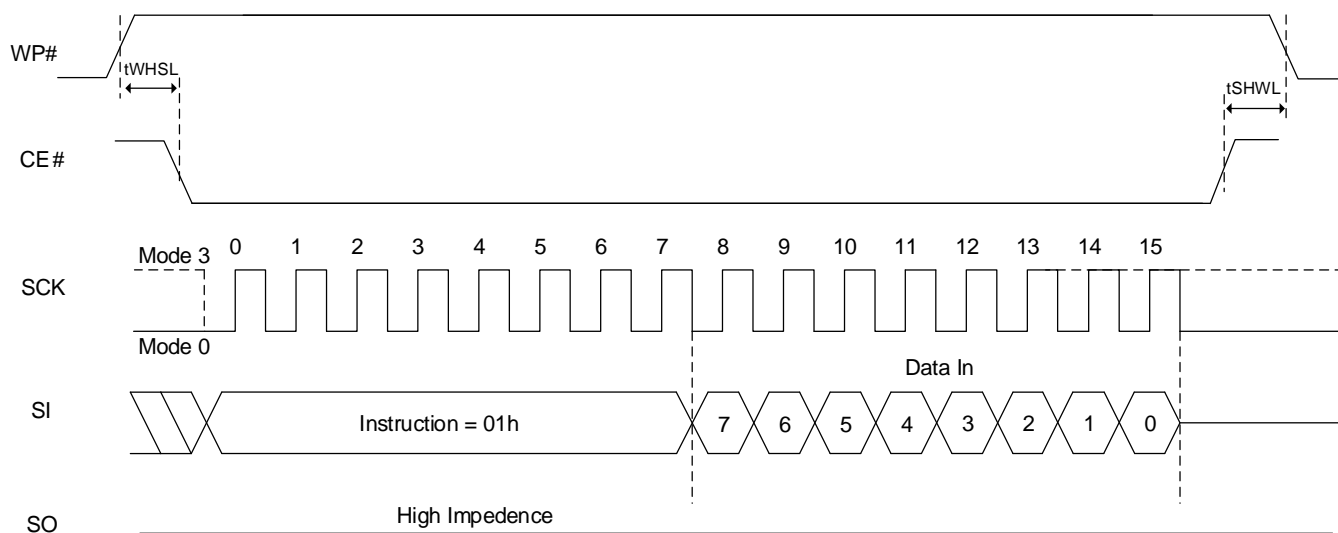 WP#
tWHSL
tSHWL
CE#
0 1 2 3 4 5 6 7 8 9 10 11 12 13 14 15
Mode 3
SCK
Mode 0
Data In
SI
Instruction = 01h
7 6 5 4 3 2 1 0
High Impedence
SO